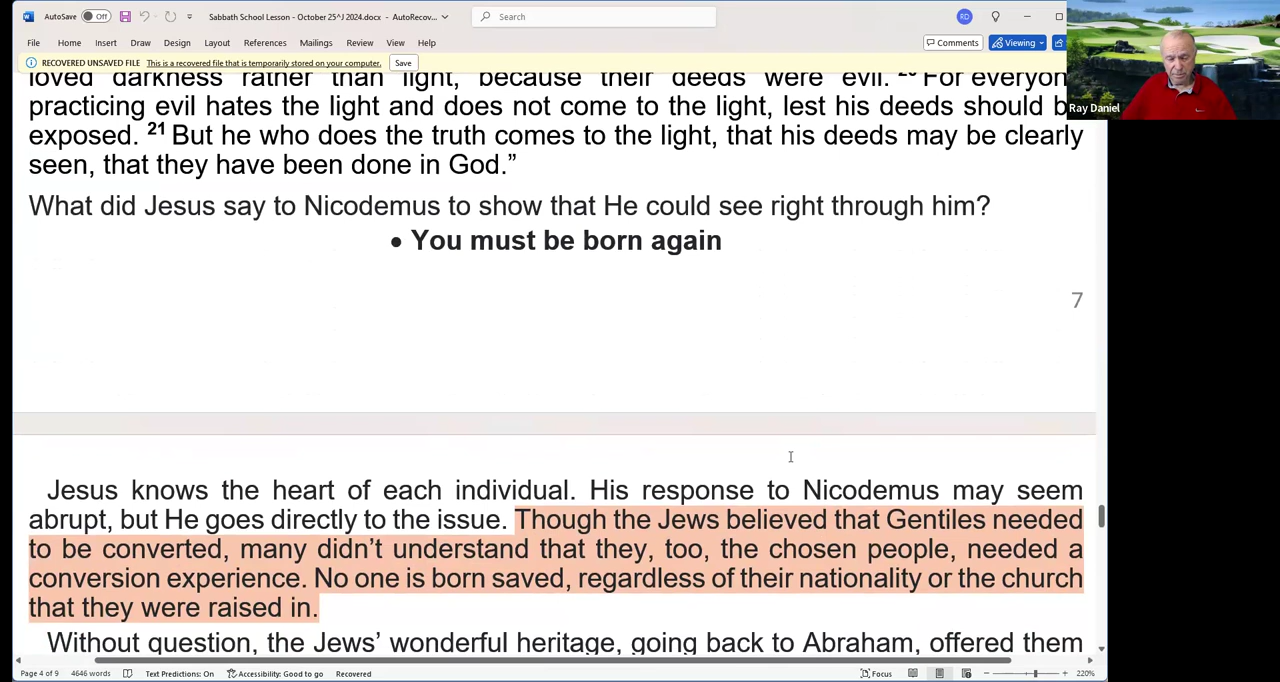 AutoSave Off Sabbath School Lesson - October 25^J 2024.docx - AutoRecov... Search RD
File Home Insert Draw Design Layout References Mailings Review View Help Comments Viewing
RECOVERED UNSAVED FILE This is a recovered file that is temporarily stored on your computer. Save
Ray Daniel
loved darkness rather than light, because their deeds were evil. 20 For everyon
practicing evil hates the light and does not come to the light, lest his deeds should b
exposed. 21 But he who does the truth comes to the light, that his deeds may be clearly
seen, that they have been done in God.”
What did Jesus say to Nicodemus to show that He could see right through him?
• You must be born again
7
Jesus knows the heart of each individual. His response to Nicodemus may seem
abrupt, but He goes directly to the issue. Though the Jews believed that Gentiles needed
to be converted, many didn’t understand that they, too, the chosen people, needed a
conversion experience. No one is born saved, regardless of their nationality or the church
that they were raised in.
Without question, the Jews’ wonderful heritage, going back to Abraham, offered them
Page 4 of 9 4646 words Text Predictions: On Accessibility: Good to go Recovered Focus 220%